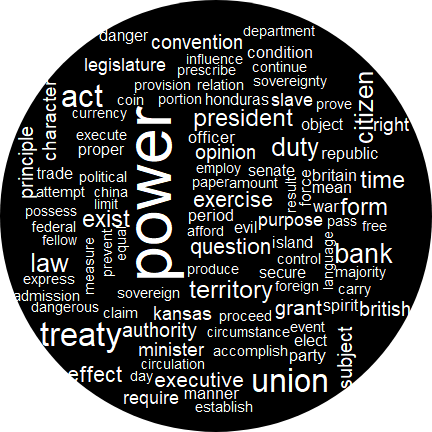 danger
department
convention
influence
condition
legislature
prescribe
continue
provision
relation
sovereignty
character
act
coin
portion
honduras
slave
prove
citizen
currency
president
object
right
principle
execute
power
officer
duty
proper
opinion
republic
trade
political
employ
senate
britain
time
attempt
china
paper
amount
resulte
force
mean
limit
exercise
possess
exist
period
purpose
war
form
federal
equal
afford
evil
pass
free
fellow
prevent
question
island
language
law
measure
control
bank
express
produce
secure
majority
admission
sovereign
territory
foreign
carry
dangerous
claim
kansas
proceed
grant
spirit
british
treaty
authority
circumstance
event
minister
accomplish
elect
party
subject
circulation
effect
day
executive
union
require
manner
establish